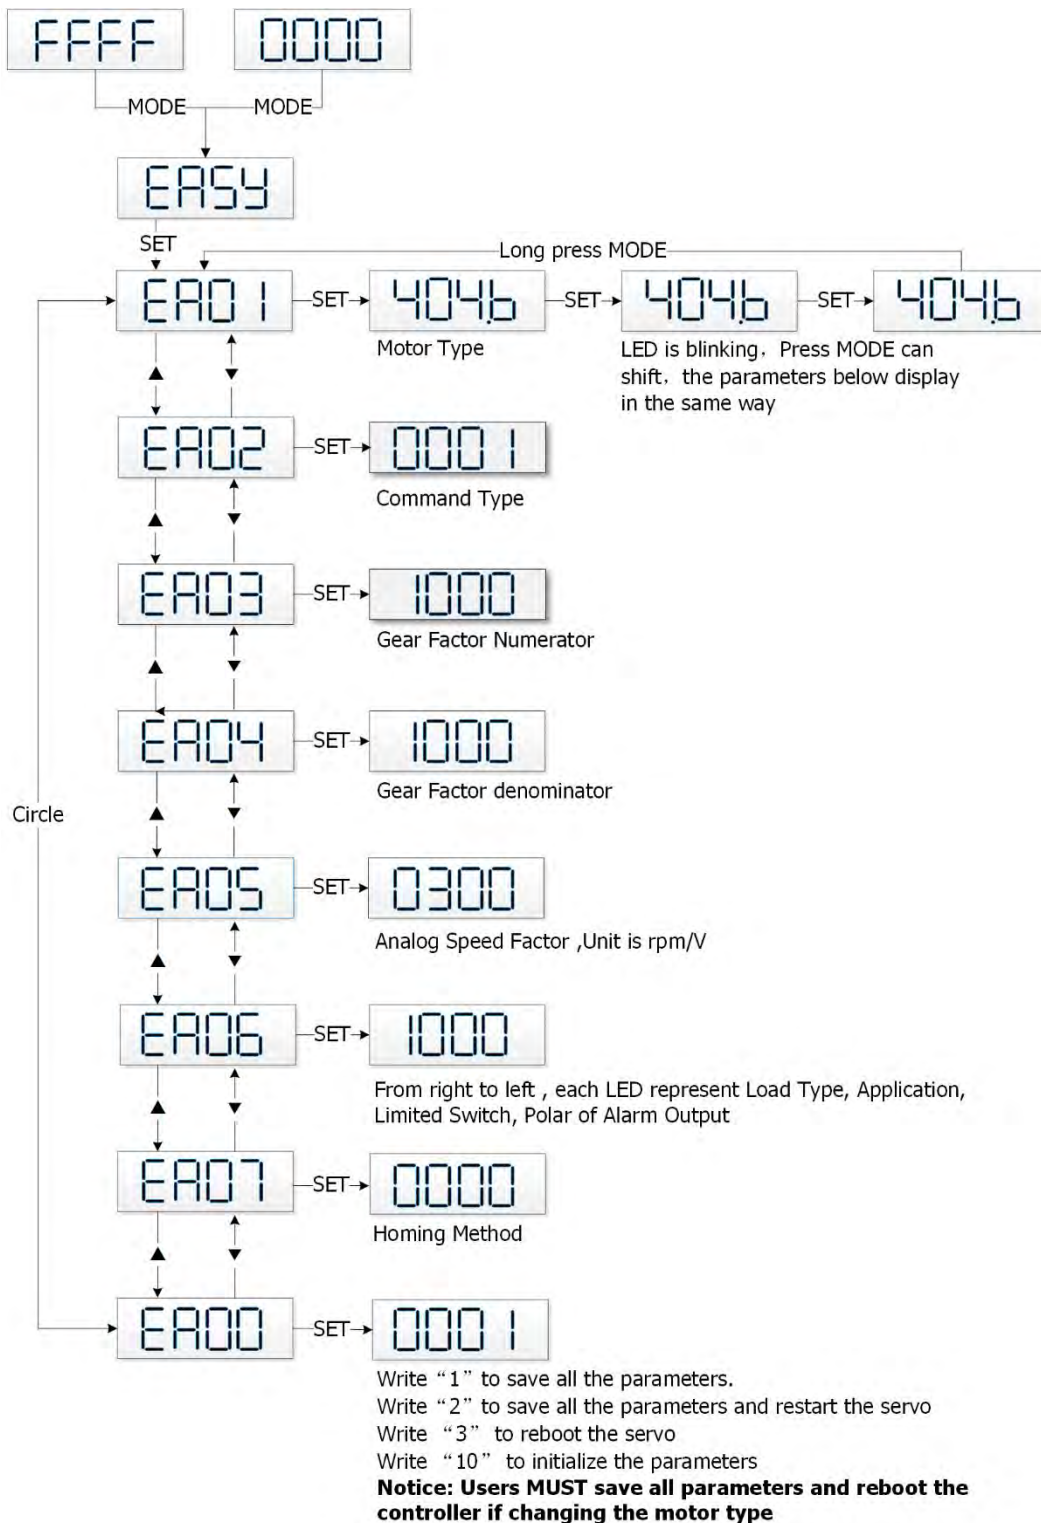 FFFF 0000
MODE MODE
EASY
SET
Long press MODE
EA01 SET 404.b SET 404.b SET 404.b
Motor Type
LED is blinking, Press MODE can
shift, the parameters below display
in the same way
EA02 SET 0001
Command Type
EA03 SET 1000
Gear Factor Numerator
EA04 SET 1000
Gear Factor denominator
Circle
EA05 SET 0300
Analog Speed Factor ,Unit is rpm/V
EA06 SET 1000
From right to left , each LED represent Load Type, Application,
Limited Switch, Polar of Alarm Output
EA07 SET 0000
Homing Method
EA00 SET 0001
Write “1” to save all the parameters.
Write “2” to save all the parameters and restart the servo
Write “3” to reboot the servo
Write “10” to initialize the parameters
Notice: Users MUST save all parameters and reboot the
controller if changing the motor type